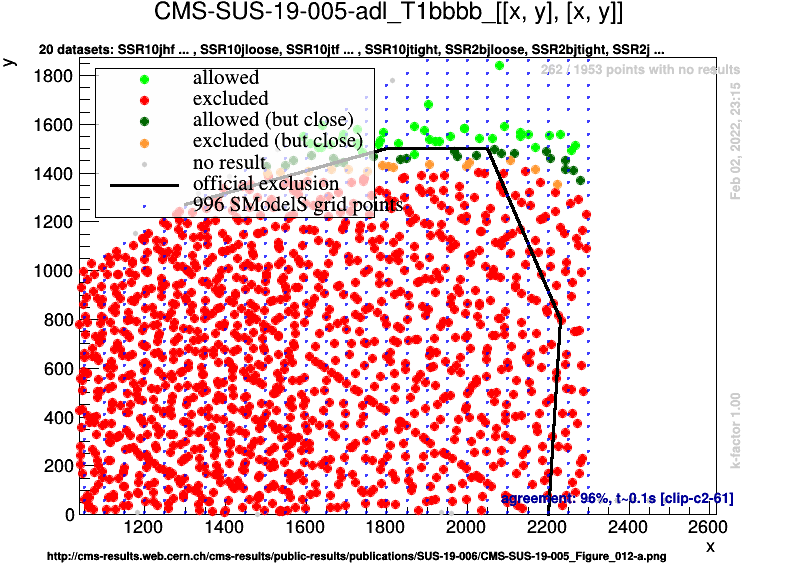 CMS-SUS-19-005-adl_T1bbbb_[[x, y], [x, y]]
20 datasets: SSR10jhf ... , SSR10jloose, SSR10jtf ... , SSR10jtight, SSR2bjloose, SSR2bjtight, SSR2j ...
y
262 / 1953 points with no results
allowed
excluded
allowed (but close)
excluded (but close)
no result
official exclusion
996 SModelS grid points
1800
1600
1400
1200
1000
800
600
400
200
0
Feb 02, 2022, 23:15
k-factor 1.00
agreement: 96%, t~0.1s [clip-c2-61]
1200 1400 1600 1800 2000 2200 2400 2600
x
http://cms-results.web.cern.ch/cms-results/public-results/publications/SUS-19-006/CMS-SUS-19-005_Figure_012-a.png